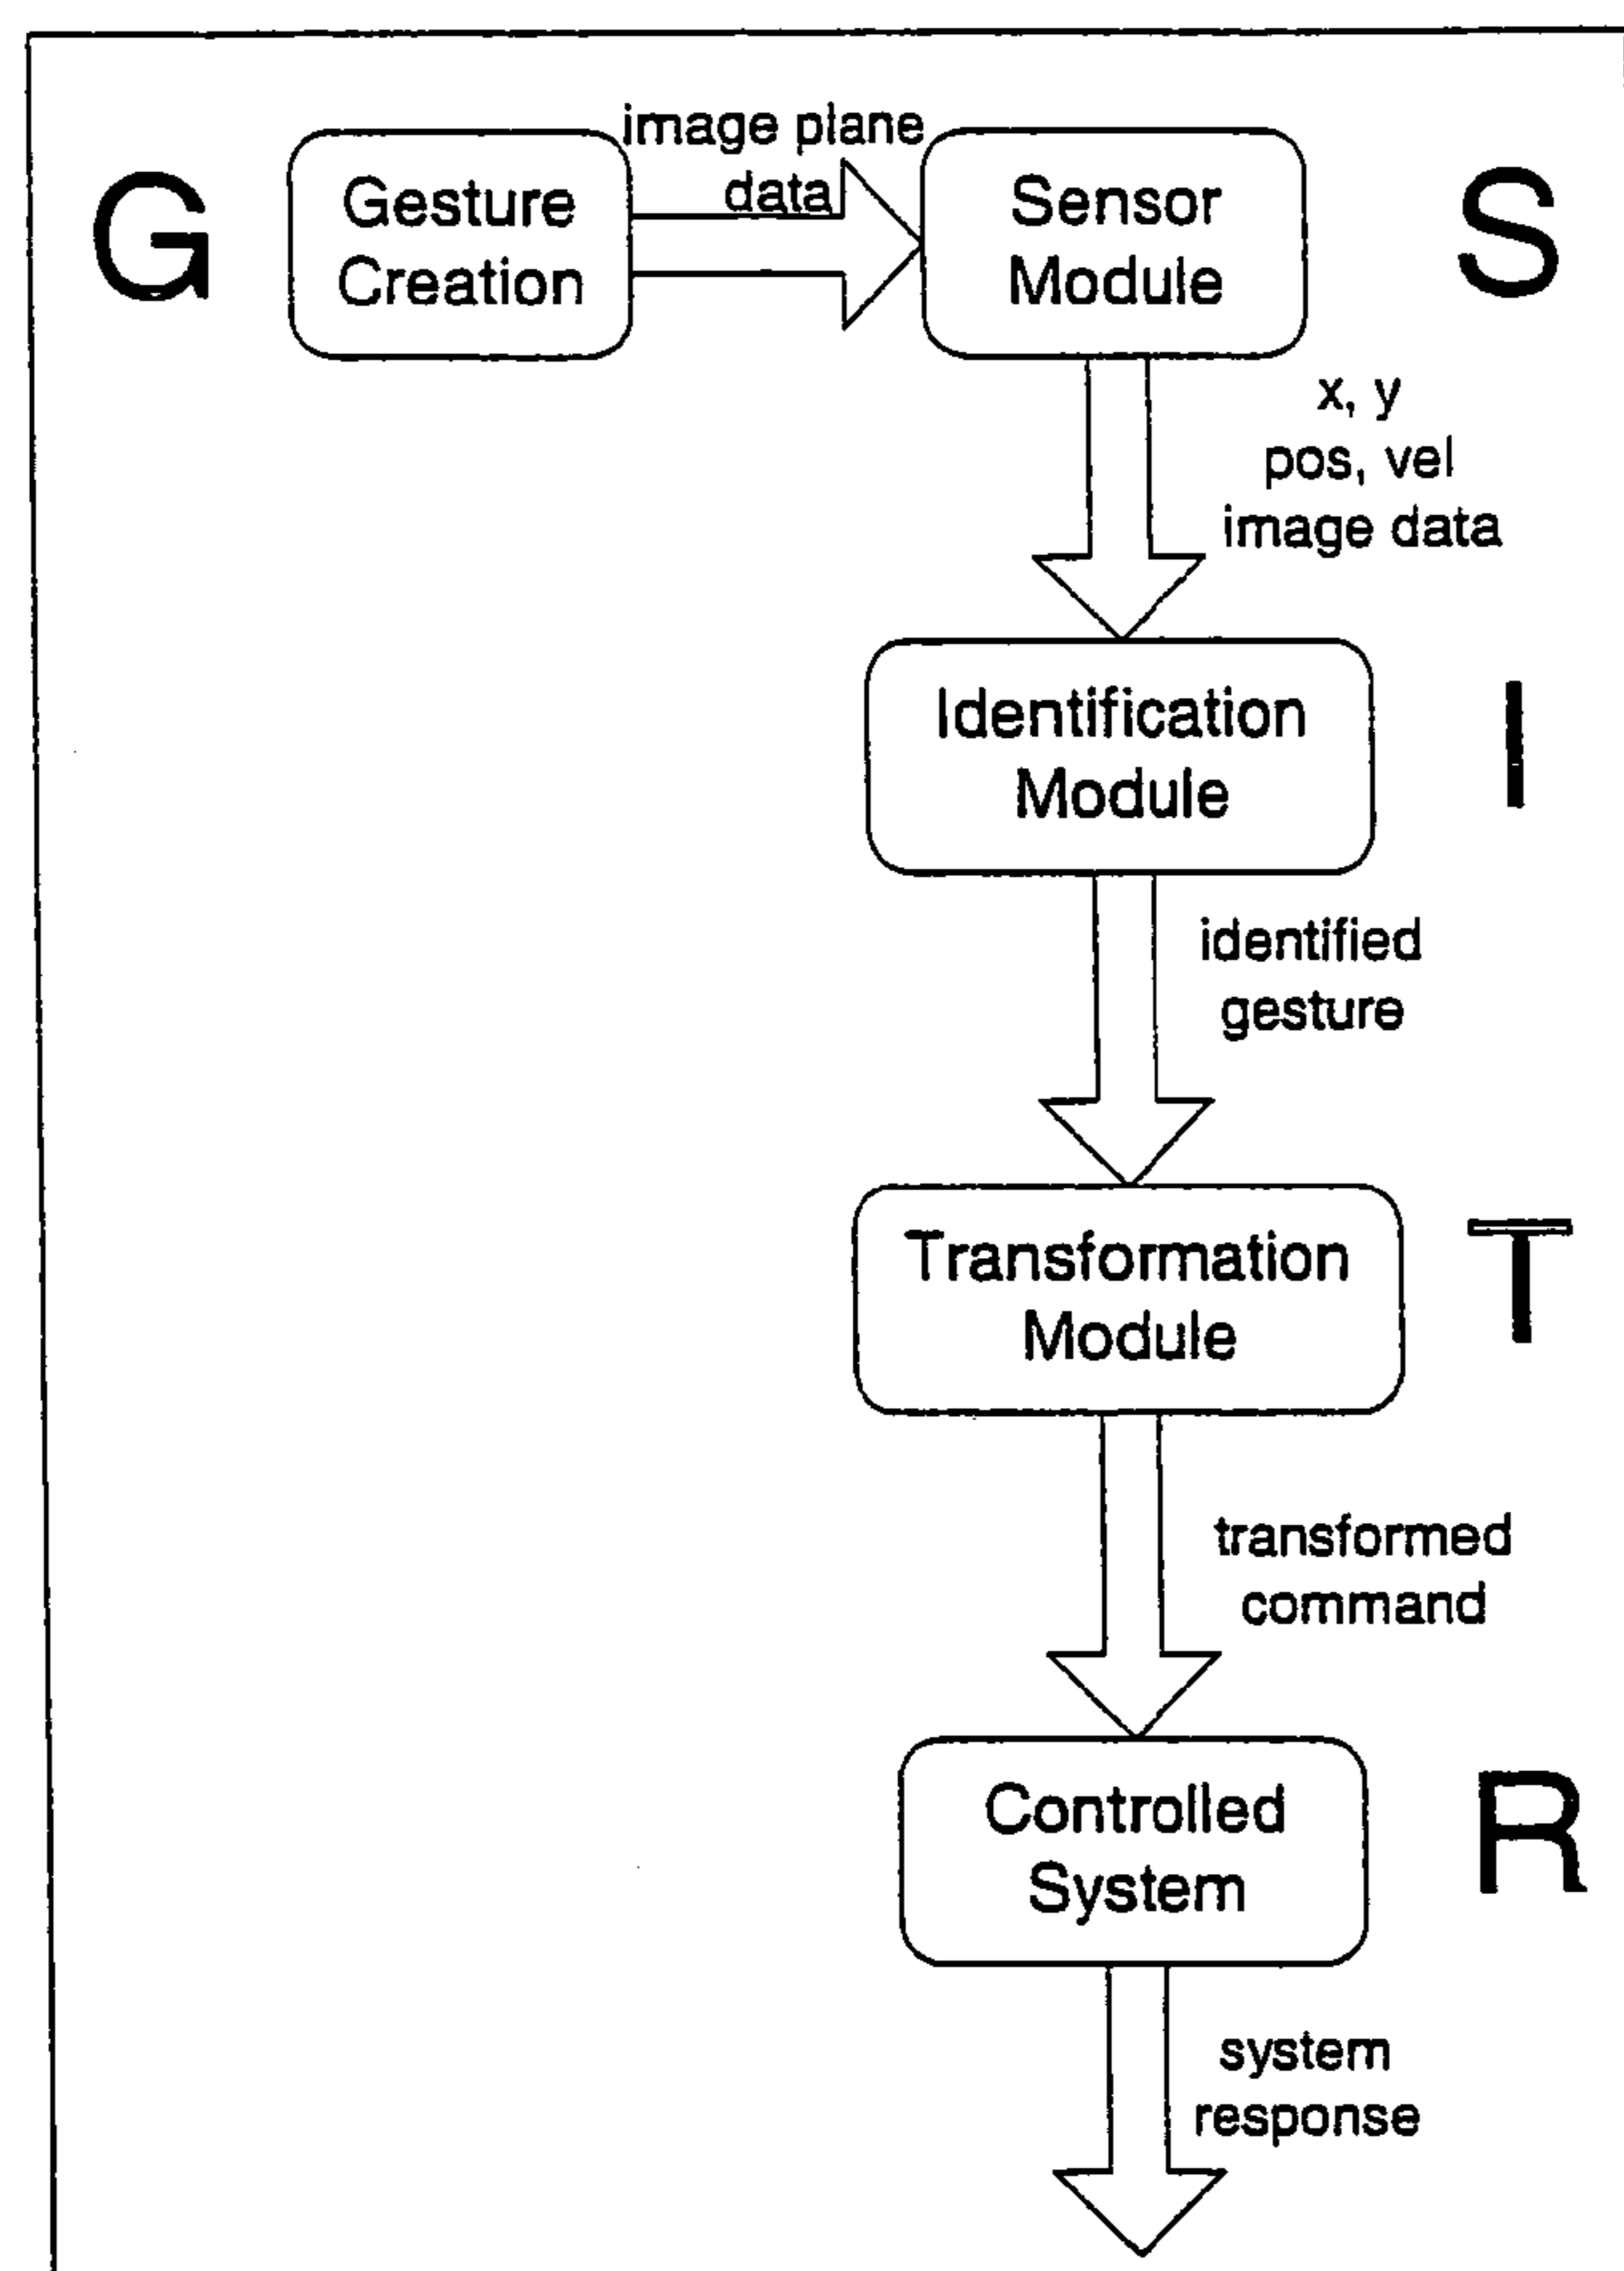 G
Gesture
Creation
image plane
data
Sensor
Module
S
x, y
pos, vel
image data
Identification
Module
I
identified
gesture
Transformation
Module
T
transformed
command
Controlled
System
R
system
response